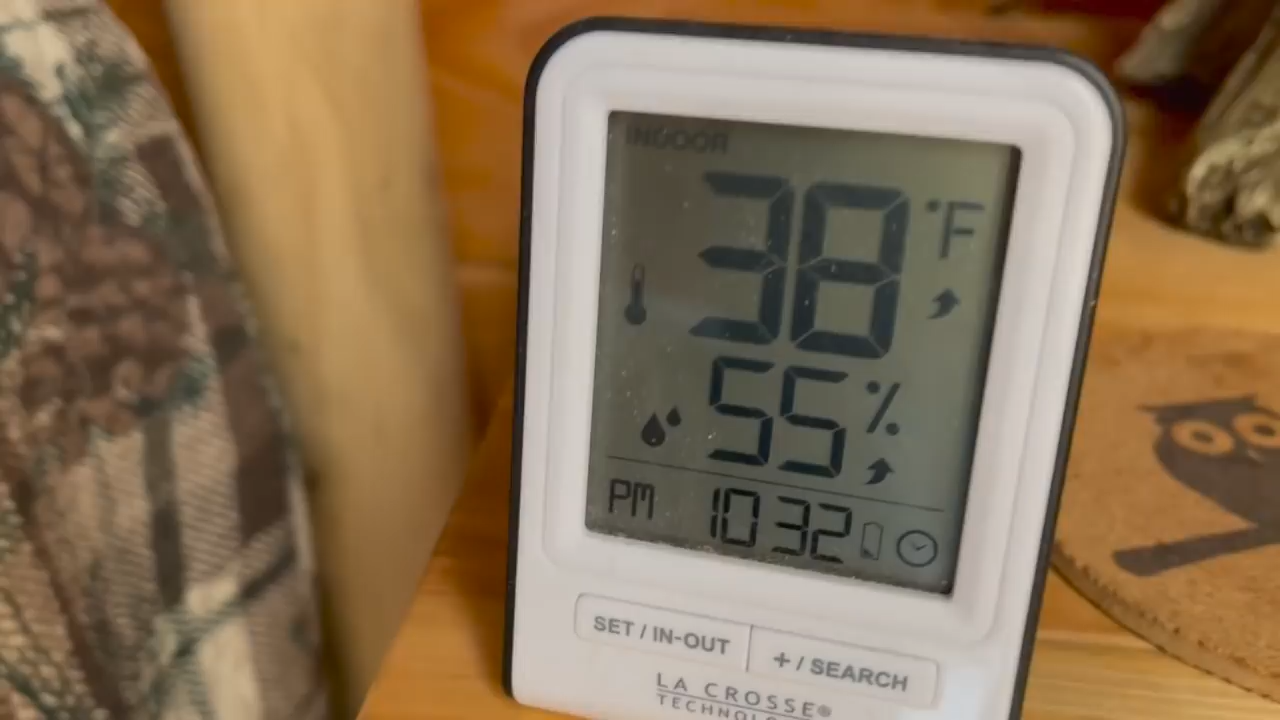 INDOOR
38 °F
55 %
PM 10 32
SET / IN-OUT
+ / SEARCH
LA CROSSE®